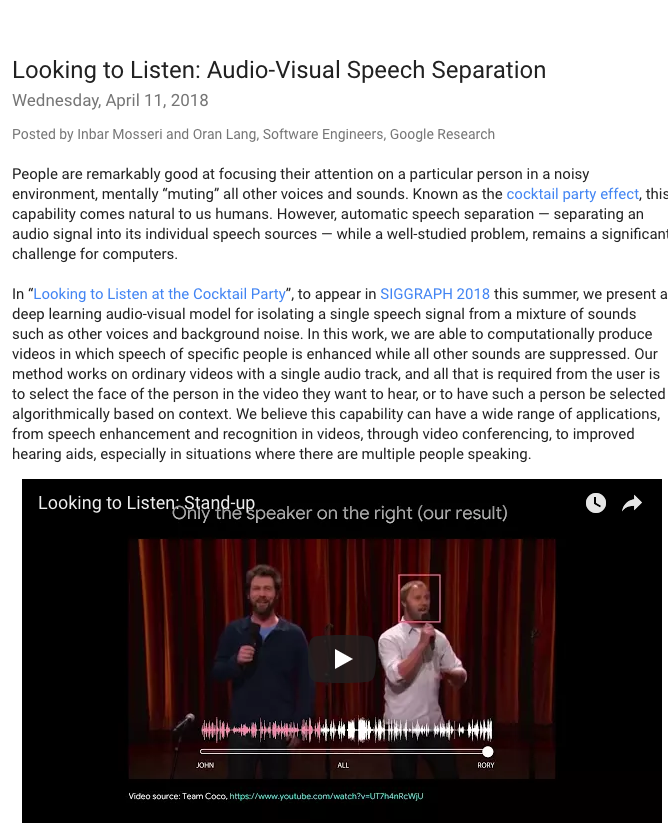 Looking to Listen: Audio-Visual Speech Separation
Wednesday, April 11, 2018
Posted by Inbar Mosseri and Oran Lang, Software Engineers, Google Research
People are remarkably good at focusing their attention on a particular person in a noisy
environment, mentally “muting” all other voices and sounds. Known as the cocktail party effect, this
capability comes natural to us humans. However, automatic speech separation — separating an
audio signal into its individual speech sources — while a well-studied problem, remains a significant
challenge for computers.
In “Looking to Listen at the Cocktail Party”, to appear in SIGGRAPH 2018 this summer, we present a
deep learning audio-visual model for isolating a single speech signal from a mixture of sounds
such as other voices and background noise. In this work, we are able to computationally produce
videos in which speech of specific people is enhanced while all other sounds are suppressed. Our
method works on ordinary videos with a single audio track, and all that is required from the user is
to select the face of the person in the video they want to hear, or to have such a person be selected
algorithmically based on context. We believe this capability can have a wide range of applications,
from speech enhancement and recognition in videos, through video conferencing, to improved
hearing aids, especially in situations where there are multiple people speaking.
Looking to Listen: Stand-up
Only the speaker on the right (our result)
JOHN ALL RORY
Video source: Team Coco, https://www.youtube.com/watch?v=UT7h4nRcWjU